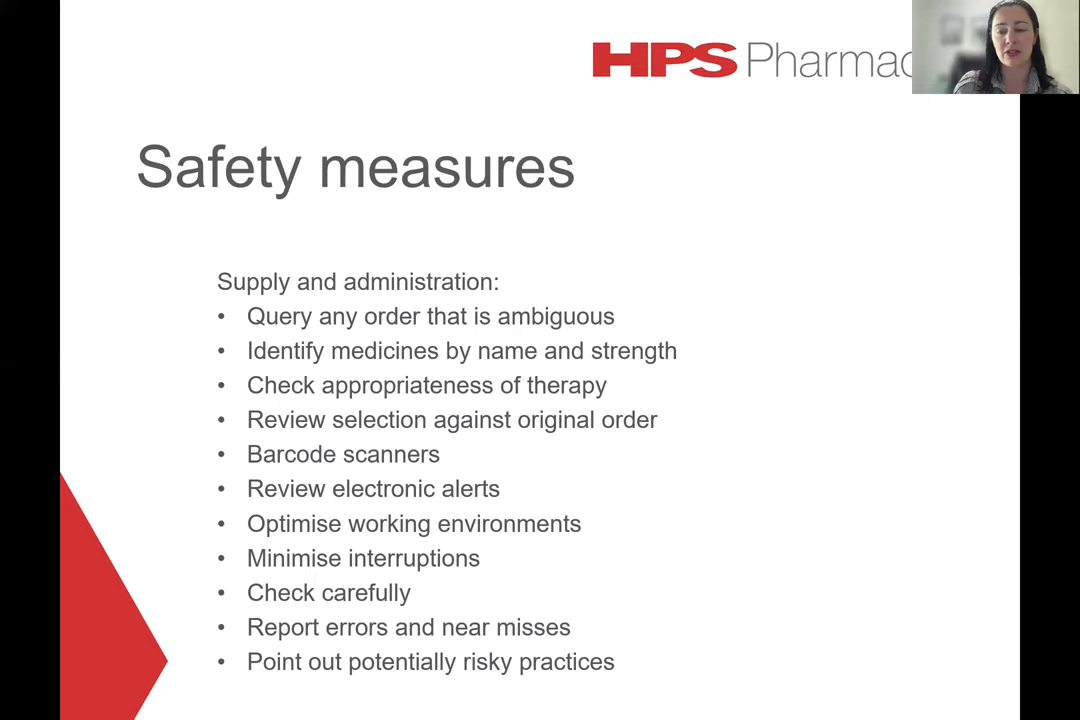 HPS Pharmac
Safety measures
Supply and administration:
• Query any order that is ambiguous
• Identify medicines by name and strength
• Check appropriateness of therapy
• Review selection against original order
• Barcode scanners
• Review electronic alerts
• Optimise working environments
• Minimise interruptions
• Check carefully
• Report errors and near misses
• Point out potentially risky practices